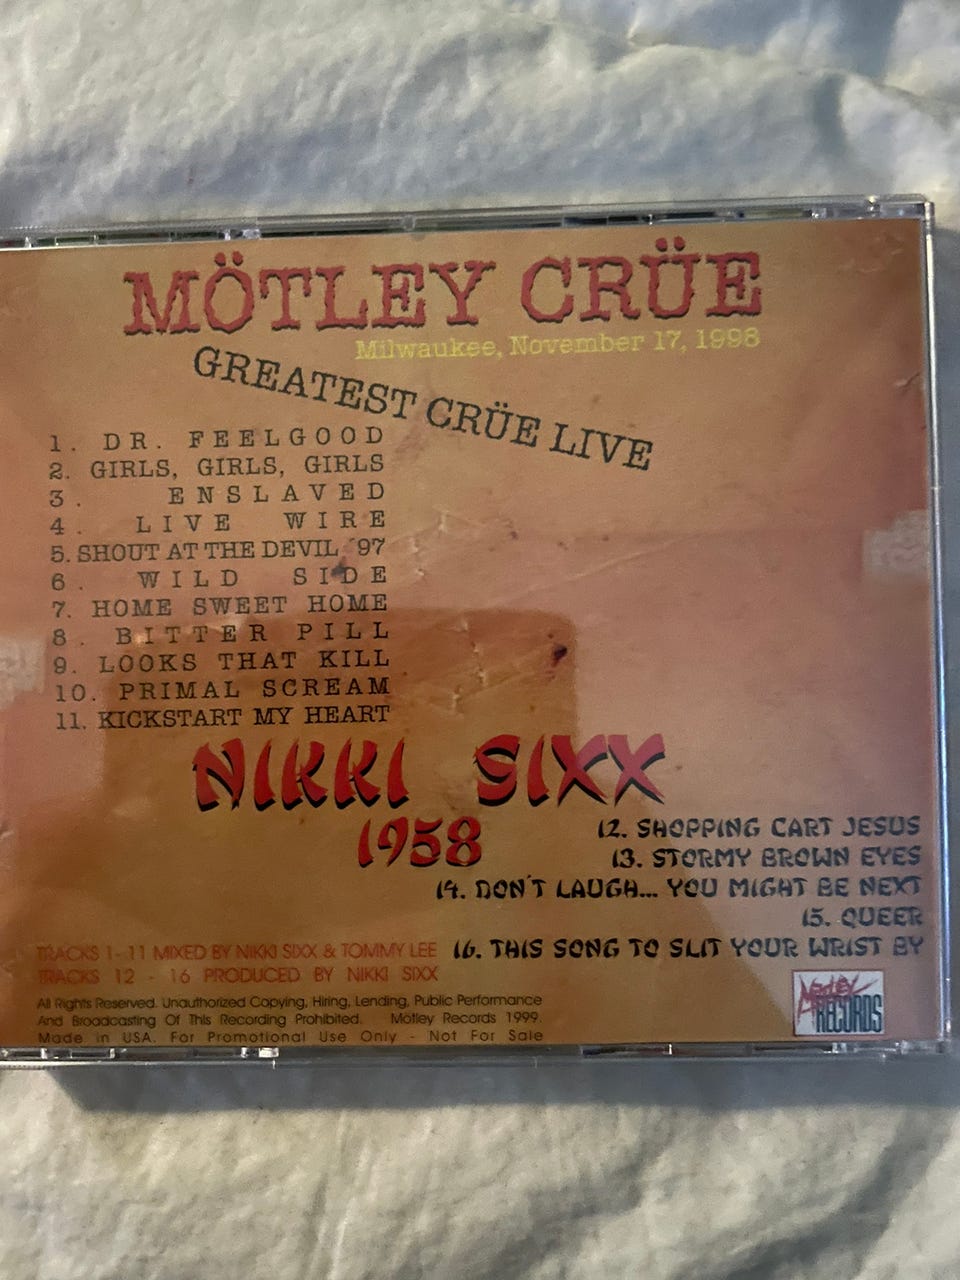 MÖTLEY CRÜE
Milwaukee, November 17, 1998
GREATEST CRÜE LIVE
1. DR. FEELGOOD
2. GIRLS, GIRLS, GIRLS
3. ENSLAVED
4. LIVE WIRE
5. SHOUT AT THE DEVIL '97
6. WILD SIDE
7. HOME SWEET HOME
8. BITTER PILL
9. LOOKS THAT KILL
10. PRIMAL SCREAM
11. KICKSTART MY HEART
NIKKI SIXX
1958
12. SHOPPING CART JESUS
13. STORMY BROWN EYES
14. DON'T LAUGH... YOU MIGHT BE NEXT
15. QUEER
16. THIS SONG TO SLIT YOUR WRIST BY
TRACKS 1-11 MIXED BY NIKKI SIXX & TOMMY LEE
TRACKS 12 - 16 PRODUCED BY NIKKI SIXX
All Rights Reserved. Unauthorized Copying, Hiring, Lending, Public Performance
And Broadcasting Of This Recording Prohibited. Mötley Records 1999.
Made in USA. For Promotional Use Only - Not For Sale
Mötley
RECORDS